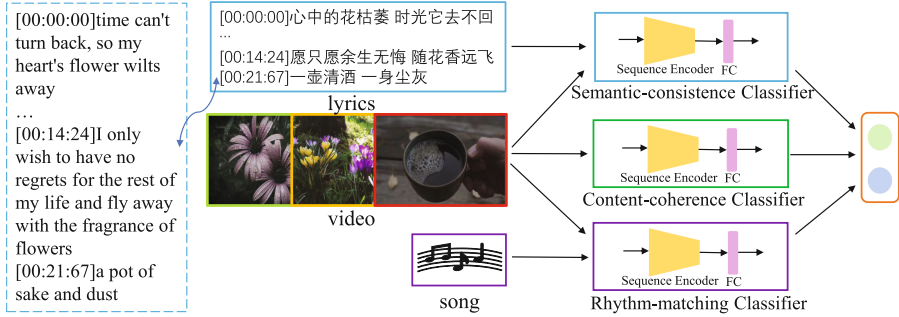 [00:00:00]time can't
turn back, so my
heart's flower wilts
away
…
[00:14:24]I only
wish to have no
regrets for the rest of
my life and fly away
with the fragrance of
flowers
[00:21:67]a pot of
sake and dust
[00:00:00]心中的花枯萎 时光它去不回
...
[00:14:24]愿只愿余生无悔 随花香远飞
[00:21:67]一壶清酒 一身尘灰
lyrics
video
song
Sequence Encoder
FC
Semantic-consistence Classifier
Sequence Encoder
FC
Content-coherence Classifier
Sequence Encoder
FC
Rhythm-matching Classifier